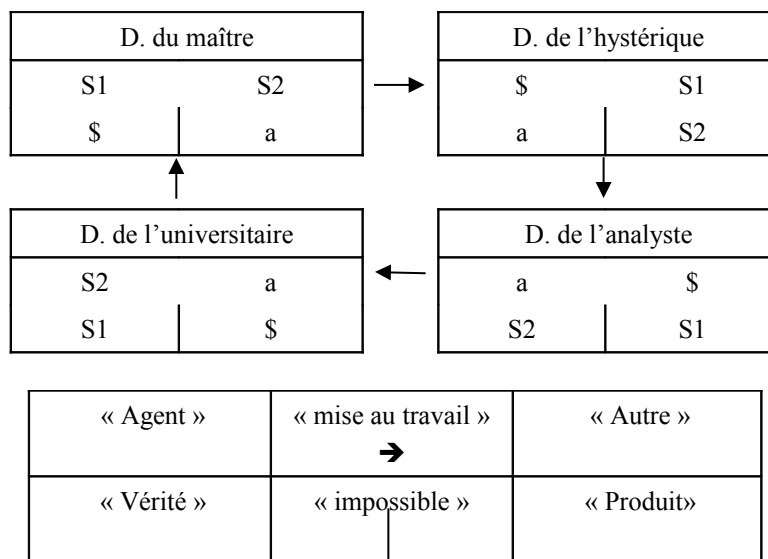 D. du maître
S1 S2
$ a
D. de l’hystérique
$ S1
a S2
D. de l’universitaire
S2 a
S1 $
D. de l’analyste
a $
S2 S1
« Agent » « mise au travail » « Autre »
« Vérité » « impossible » « Produit»